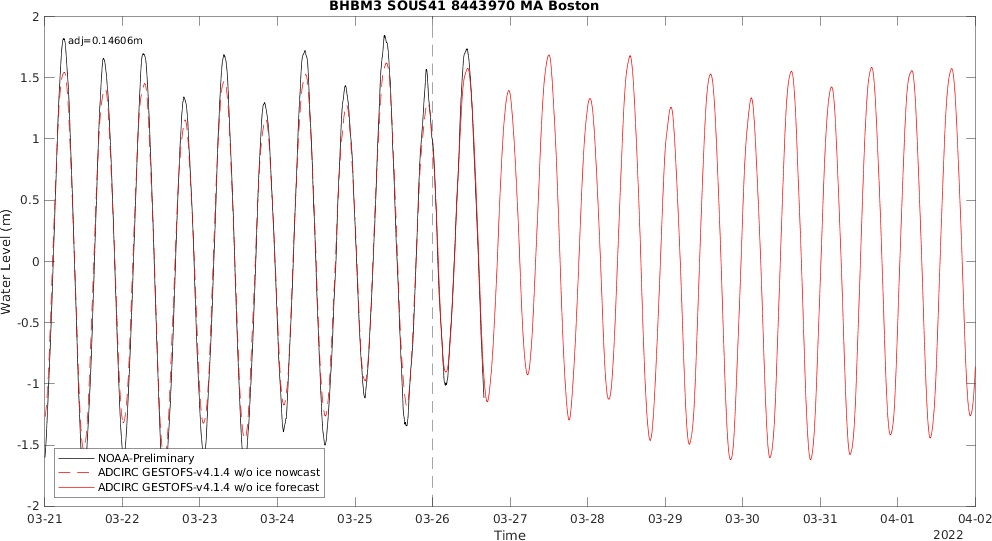 BHBM3 SOUS41 8443970 MA Boston
adj=0.14606m
2
1.5
1
0.5
0
-0.5
-1
-1.5
-2
Water Level (m)
NOAA-Preliminary
ADCIRC GESTOFS-v4.1.4 w/o ice nowcast
ADCIRC GESTOFS-v4.1.4 w/o ice forecast
03-21 03-22 03-23 03-24 03-25 03-26 03-27 03-28 03-29 03-30 03-31 04-01 04-02
Time
2022